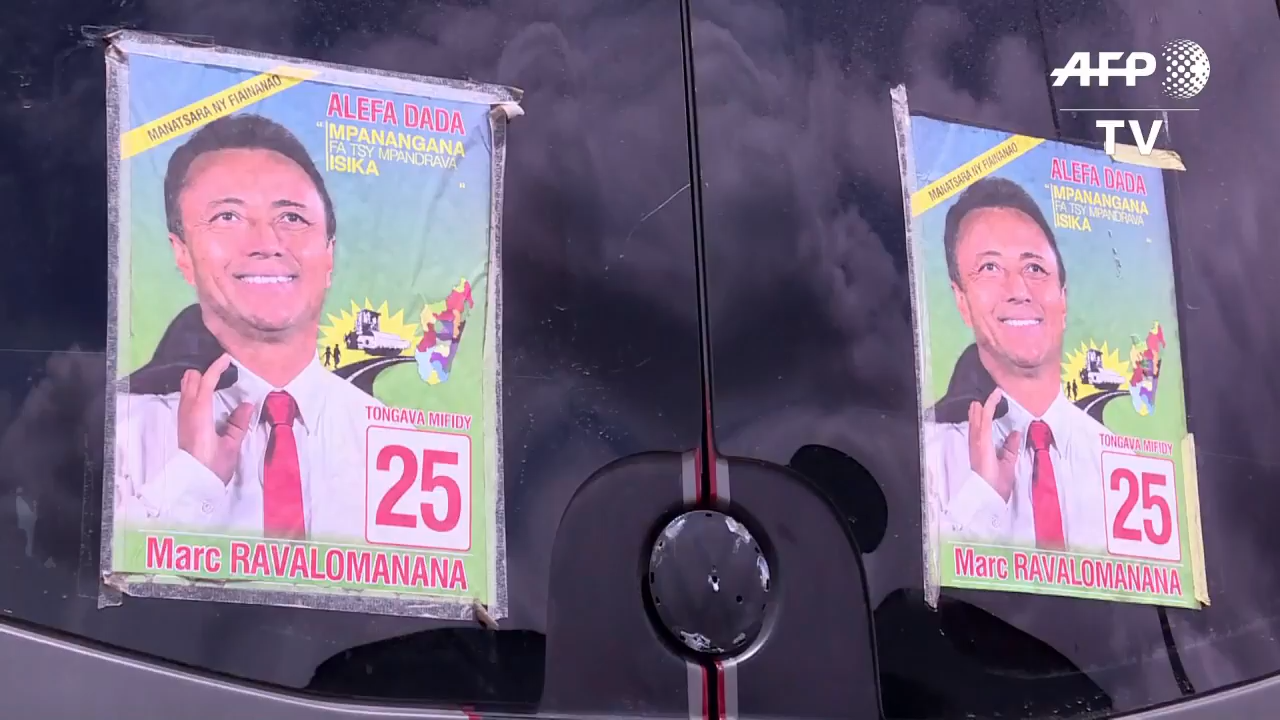 MANATSARA NY FIAINANAO
ALEFA DADA
"MPANANGANA
FA TSY MPANDRAVA
ISIKA"
TONGAVA MIFIDY
25
Marc RAVALOMANANA
MANATSARA NY FIAINANAO
ALEFA DADA
"MPANANGANA
FA TSY MPANDRAVA
ISIKA"
TONGAVA MIFIDY
25
Marc RAVALOMANANA
AFP
TV